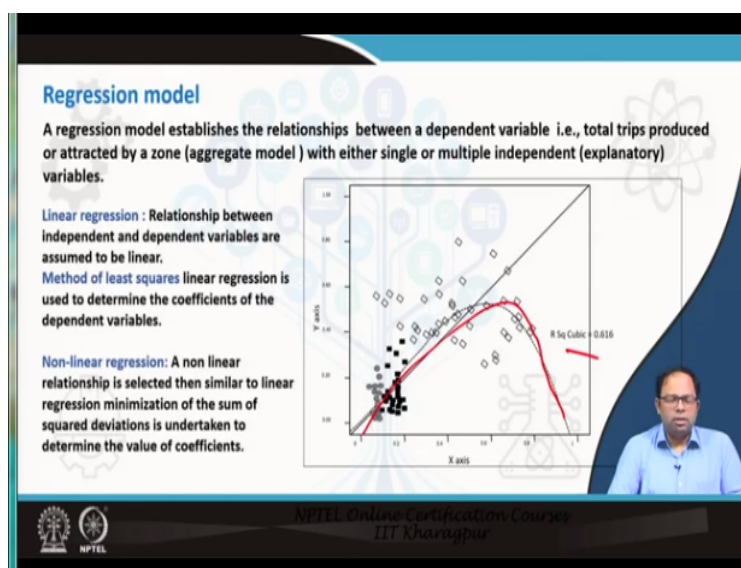 Regression model
A regression model establishes the relationships between a dependent variable i.e., total trips produced
or attracted by a zone (aggregate model ) with either single or multiple independent (explanatory)
variables.
Linear regression : Relationship between
independent and dependent variables are
assumed to be linear.
Method of least squares linear regression is
used to determine the coefficients of the
dependent variables.
Non-linear regression: A non linear
relationship is selected then similar to linear
regression minimization of the sum of
squared deviations is undertaken to
determine the value of coefficients.
Y axis
R Sq Cubic = 0.616
X axis
NPTEL
NPTEL Online Certification Courses
IIT Kharagpur